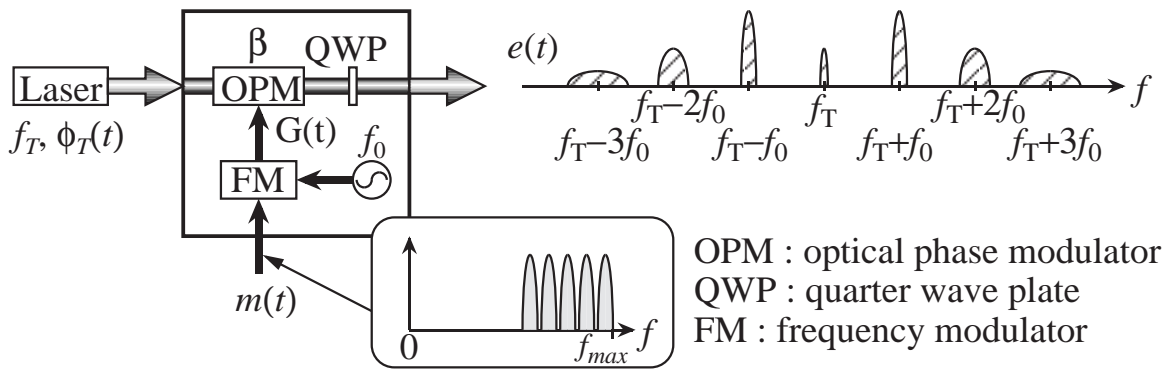 β
QWP
Laser
OPM
f_T, ϕ_T(t)
G(t)
f_0
FM
m(t)
e(t)
f
f_T−3f_0
f_T−2f_0
f_T−f_0
f_T
f_T+f_0
f_T+2f_0
f_T+3f_0
0
f_max
f
OPM : optical phase modulator
QWP : quarter wave plate
FM : frequency modulator